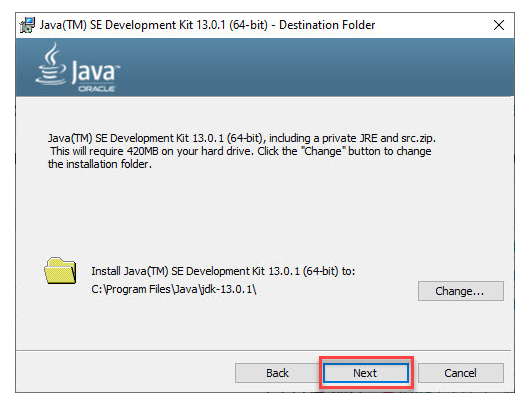 Java(TM) SE Development Kit 13.0.1 (64-bit) - Destination Folder
Java™
ORACLE
Java(TM) SE Development Kit 13.0.1 (64-bit), including a private JRE and src.zip.
This will require 420MB on your hard drive. Click the "Change" button to change
the installation folder.
Install Java(TM) SE Development Kit 13.0.1 (64-bit) to:
C:\Program Files\Java\jdk-13.0.1\
Change...
Back
Next
Cancel